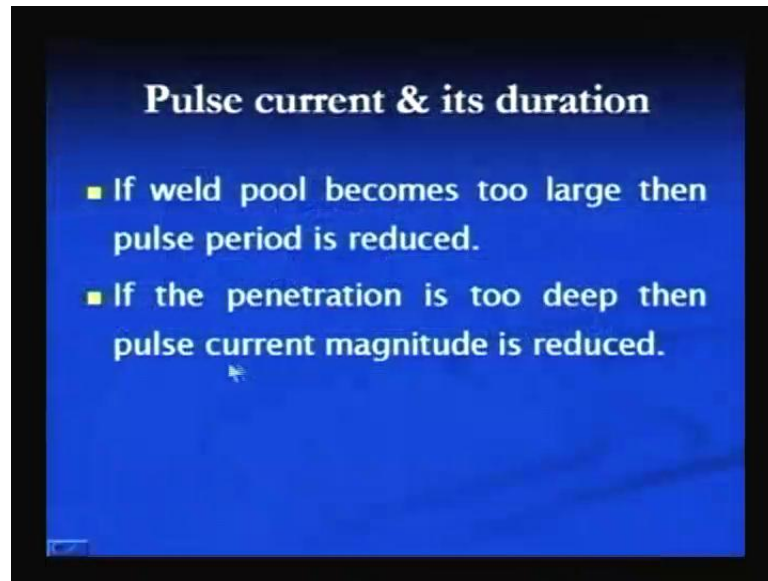 Pulse current & its duration
If weld pool becomes too large then
pulse period is reduced.
If the penetration is too deep then
pulse current magnitude is reduced.